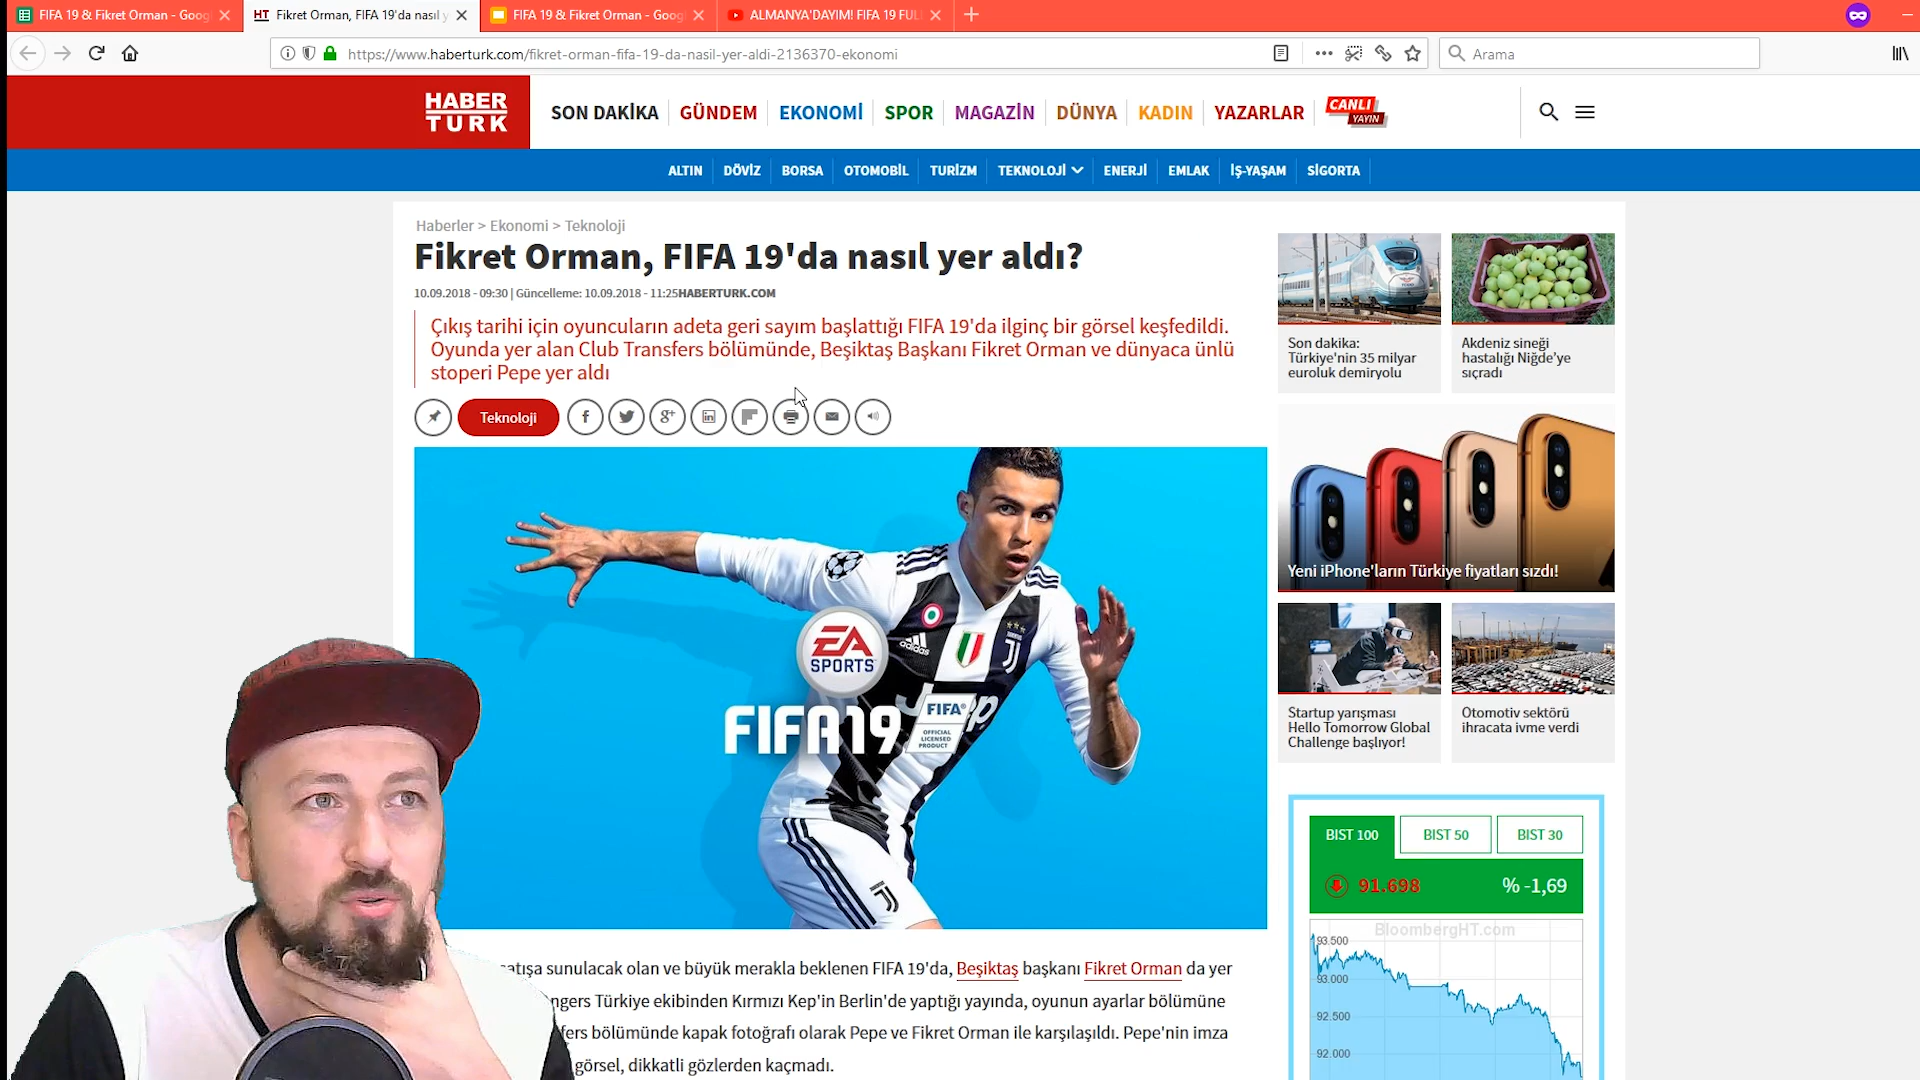 FIFA 19 & Fikret Orman - Goog
HT Fikret Orman, FIFA 19'da nasıl y
FIFA 19 & Fikret Orman - Goog
ALMANYA'DAYIM! FIFA 19 FUL
https://www.haberturk.com/fikret-orman-fifa-19-da-nasil-yer-aldi-2136370-ekonomi
Arama
HABER
TURK
SON DAKİKA
GÜNDEM
EKONOMİ
SPOR
MAGAZİN
DÜNYA
KADIN
YAZARLAR
CANLI
YAYIN
ALTIN
DÖVİZ
BORSA
OTOMOBİL
TURİZM
TEKNOLOJİ
ENERJİ
EMLAK
İŞ-YAŞAM
SİGORTA
Haberler > Ekonomi > Teknoloji
Fikret Orman, FIFA 19'da nasıl yer aldı?
10.09.2018 - 09:30 | Güncelleme: 10.09.2018 - 11:25HABERTURK.COM
Çıkış tarihi için oyuncuların adeta geri sayım başlattığı FIFA 19'da ilginç bir görsel keşfedildi.
Oyunda yer alan Club Transfers bölümünde, Beşiktaş Başkanı Fikret Orman ve dünyaca ünlü
stoperi Pepe yer aldı
Teknoloji
EA
SPORTS
FIFA19
FIFA
OFFICIAL
LICENSED
PRODUCT
Jeep
adidas
atışa sunulacak olan ve büyük merakla beklenen FIFA 19'da, Beşiktaş başkanı Fikret Orman da yer
ngers Türkiye ekibinden Kırmızı Kep'in Berlin'de yaptığı yayında, oyunun ayarlar bölümüne
fers bölümünde kapak fotoğrafı olarak Pepe ve Fikret Orman ile karşılaşıldı. Pepe'nin imza
görsel, dikkatli gözlerden kaçmadı.
Son dakika:
Türkiye'nin 35 milyar
euroluk demiryolu
Akdeniz sineği
hastalığı Niğde'ye
sıçradı
Yeni iPhone'ların Türkiye fiyatları sızdı!
Startup yarışması
Hello Tomorrow Global
Challenge başlıyor!
Otomotiv sektörü
ihracata ivme verdi
BIST 100
BIST 50
BIST 30
91.698
% -1,69
BloombergHT.com
93.500
93.000
92.500
92.000